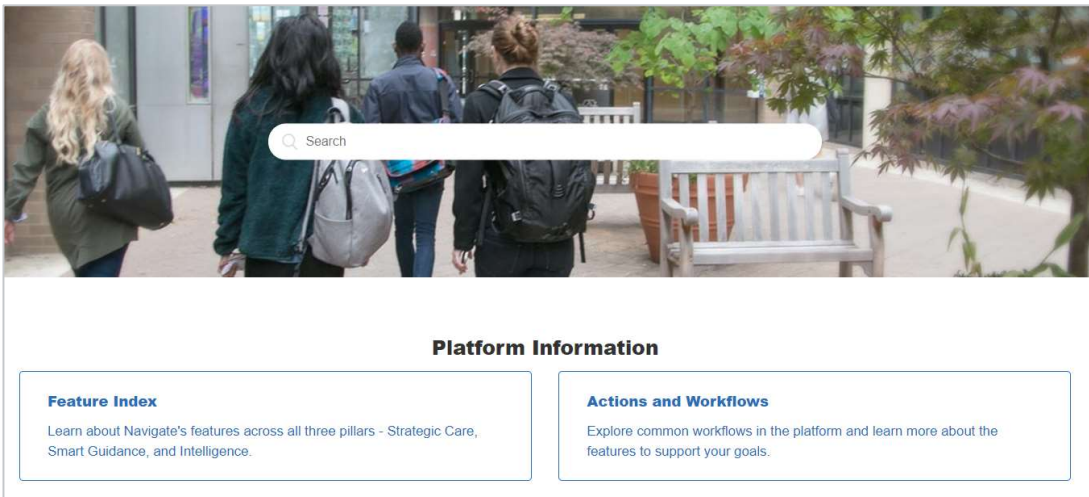 Search
Platform Information
Feature Index
Learn about Navigate's features across all three pillars - Strategic Care,
Smart Guidance, and Intelligence.
Actions and Workflows
Explore common workflows in the platform and learn more about the
features to support your goals.